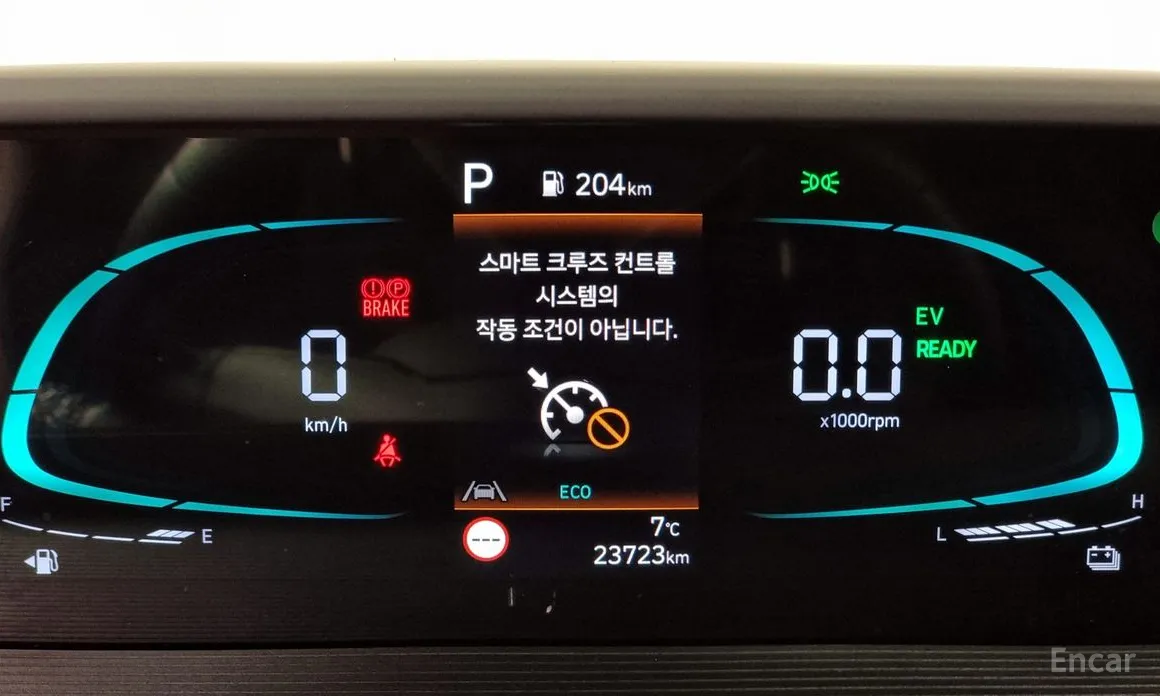 P
204km
스마트 크루즈 컨트롤
시스템의
작동 조건이 아닙니다.
P
BRAKE
0
km/h
0.0
x1000rpm
EV
READY
ECO
---
7℃
23723km
F
E
L
H
Encar